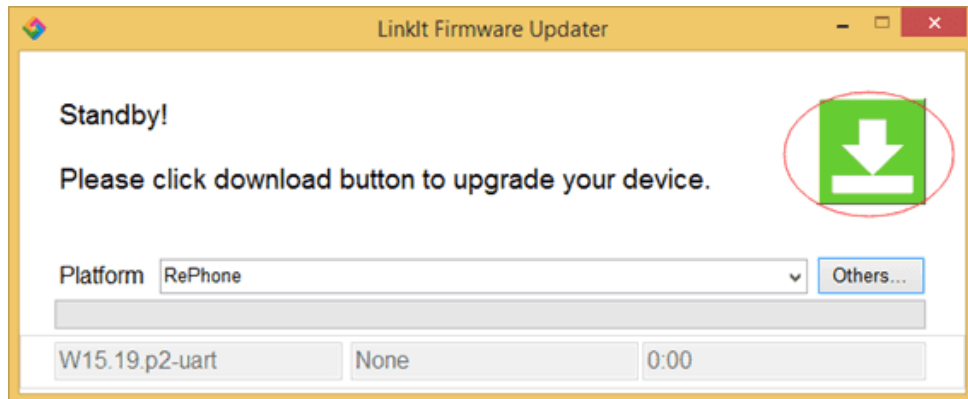 LinkIt Firmware Updater
Standby!
Please click download button to upgrade your device.
Platform RePhone Others...
W15.19.p2-uart None 0:00